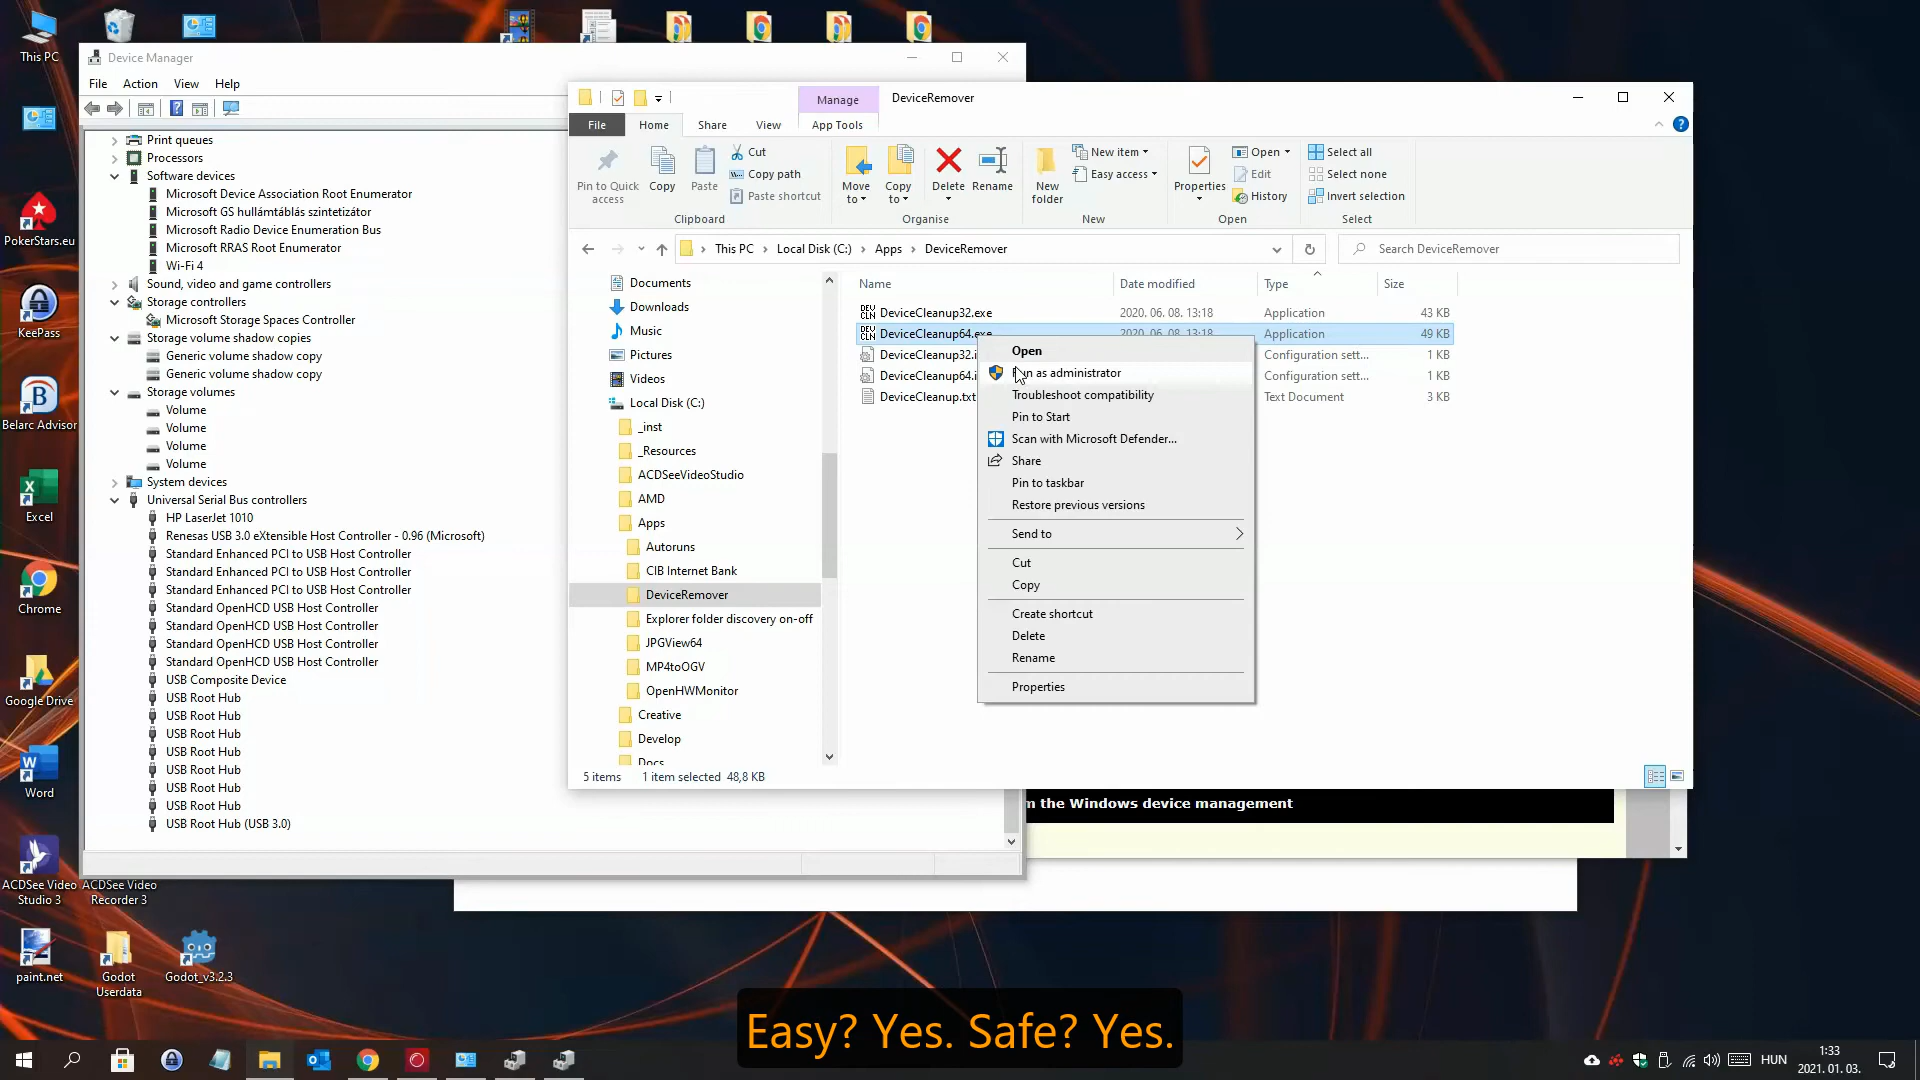 This PC
PokerStars.eu
KeePass
Belarc Advisor
Excel
Chrome
Google Drive
Word
ACDSee Video
Studio 3
ACDSee Video
Recorder 3
paint.net
Godot
Userdata
Godot_v3.2.3
Device Manager
File Action View Help
Print queues
Processors
Software devices
Microsoft Device Association Root Enumerator
Microsoft GS hullámtáblás szintetizátor
Microsoft Radio Device Enumeration Bus
Microsoft RRAS Root Enumerator
Wi-Fi 4
Sound, video and game controllers
Storage controllers
Microsoft Storage Spaces Controller
Storage volume shadow copies
Generic volume shadow copy
Generic volume shadow copy
Storage volumes
Volume
Volume
Volume
Volume
System devices
Universal Serial Bus controllers
HP LaserJet 1010
Renesas USB 3.0 eXtensible Host Controller - 0.96 (Microsoft)
Standard Enhanced PCI to USB Host Controller
Standard Enhanced PCI to USB Host Controller
Standard Enhanced PCI to USB Host Controller
Standard OpenHCD USB Host Controller
Standard OpenHCD USB Host Controller
Standard OpenHCD USB Host Controller
Standard OpenHCD USB Host Controller
USB Composite Device
USB Root Hub
USB Root Hub
USB Root Hub
USB Root Hub
USB Root Hub
USB Root Hub
USB Root Hub
USB Root Hub (USB 3.0)
Manage DeviceRemover
File Home Share View App Tools
Pin to Quick
access
Copy
Paste
Cut
Copy path
Paste shortcut
Clipboard
Move
to
Copy
to
Delete
Rename
Organise
New
folder
New item
Easy access
New
Properties
Open
Edit
History
Open
Select all
Select none
Invert selection
Select
This PC > Local Disk (C:) > Apps > DeviceRemover
Search DeviceRemover
Documents
Downloads
Music
Pictures
Videos
Local Disk (C:)
_inst
_Resources
ACDSeeVideoStudio
AMD
Apps
Autoruns
CIB Internet Bank
DeviceRemover
Explorer folder discovery on-off
JPGView64
MP4toOGV
OpenHWMonitor
Creative
Develop
Docs
Name Date modified Type Size
DeviceCleanup32.exe 2020. 06. 08. 13:18 Application 43 KB
DeviceCleanup64.exe 2020. 06. 08. 13:18 Application 49 KB
DeviceCleanup32.i Configuration sett... 1 KB
DeviceCleanup64.i Configuration sett... 1 KB
DeviceCleanup.txt Text Document 3 KB
Open
as administrator
Troubleshoot compatibility
Pin to Start
Scan with Microsoft Defender...
Share
Pin to taskbar
Restore previous versions
Send to
Cut
Copy
Create shortcut
Delete
Rename
Properties
5 items 1 item selected 48,8 KB
the Windows device management
Easy? Yes. Safe? Yes.
HUN
1:33
2021. 01. 03.